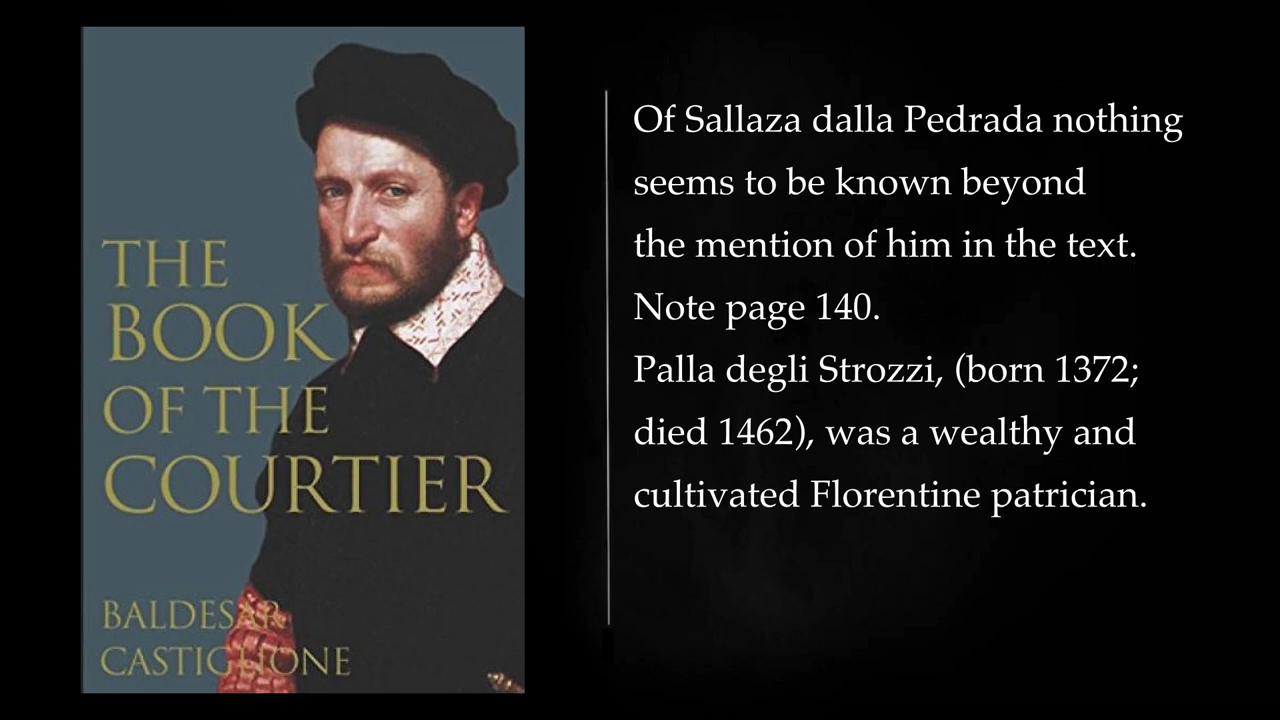 THE
BOOK
OF THE
COURTIER
BALDESAR
CASTIGLIONE
Of Sallaza dalla Pedrada nothing
seems to be known beyond
the mention of him in the text.
Note page 140.
Palla degli Strozzi, (born 1372;
died 1462), was a wealthy and
cultivated Florentine patrician.